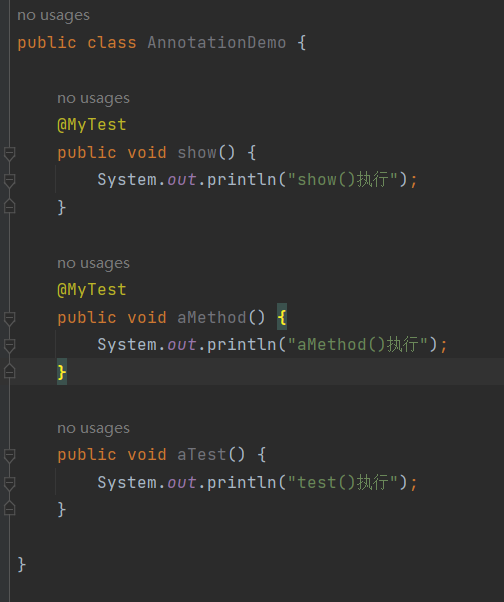 no usages
public class AnnotationDemo {
no usages
@MyTest
public void show() {
System.out.println("show()执行");
}
no usages
@MyTest
public void aMethod() {
System.out.println("aMethod()执行");
}
no usages
public void aTest() {
System.out.println("test()执行");
}
}